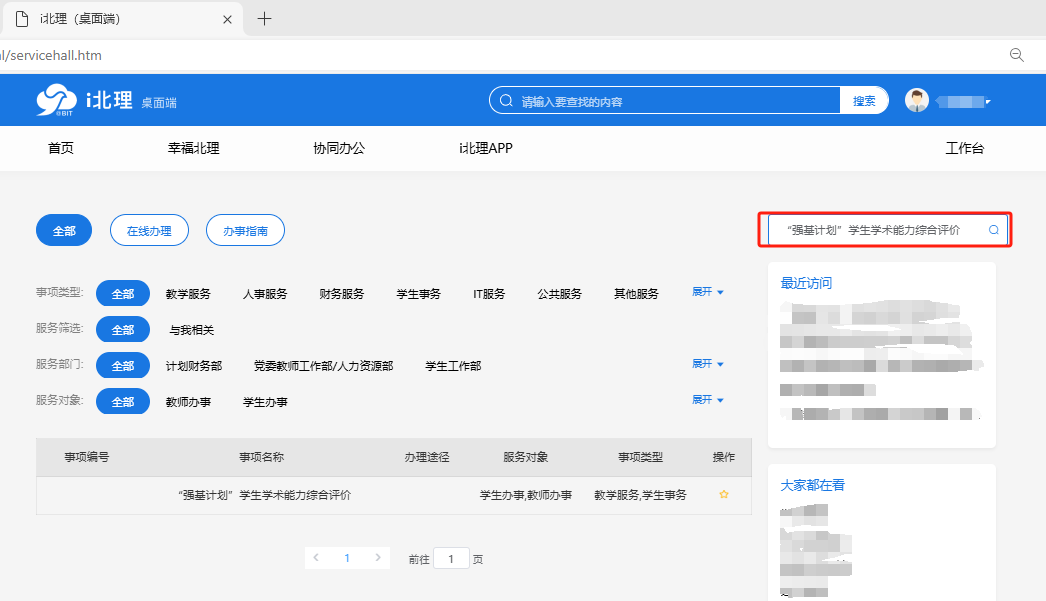 i北理（桌面端）
l/servicehall.htm
@BIT i北理 桌面端 请输入要查找的内容 搜索
首页 幸福北理 协同办公 i北理APP 工作台
全部 在线办理 办事指南 “强基计划”学生学术能力综合评价
事项类型: 全部 教学服务 人事服务 财务服务 学生事务 IT服务 公共服务 其他服务 展开
服务筛选: 全部 与我相关
服务部门: 全部 计划财务部 党委教师工作部/人力资源部 学生工作部 展开
服务对象: 全部 教师办事 学生办事 展开
事项编号 事项名称 办理途径 服务对象 事项类型 操作
“强基计划”学生学术能力综合评价 学生办事,教师办事 教学服务,学生事务
1 前往 1 页
最近访问
大家都在看